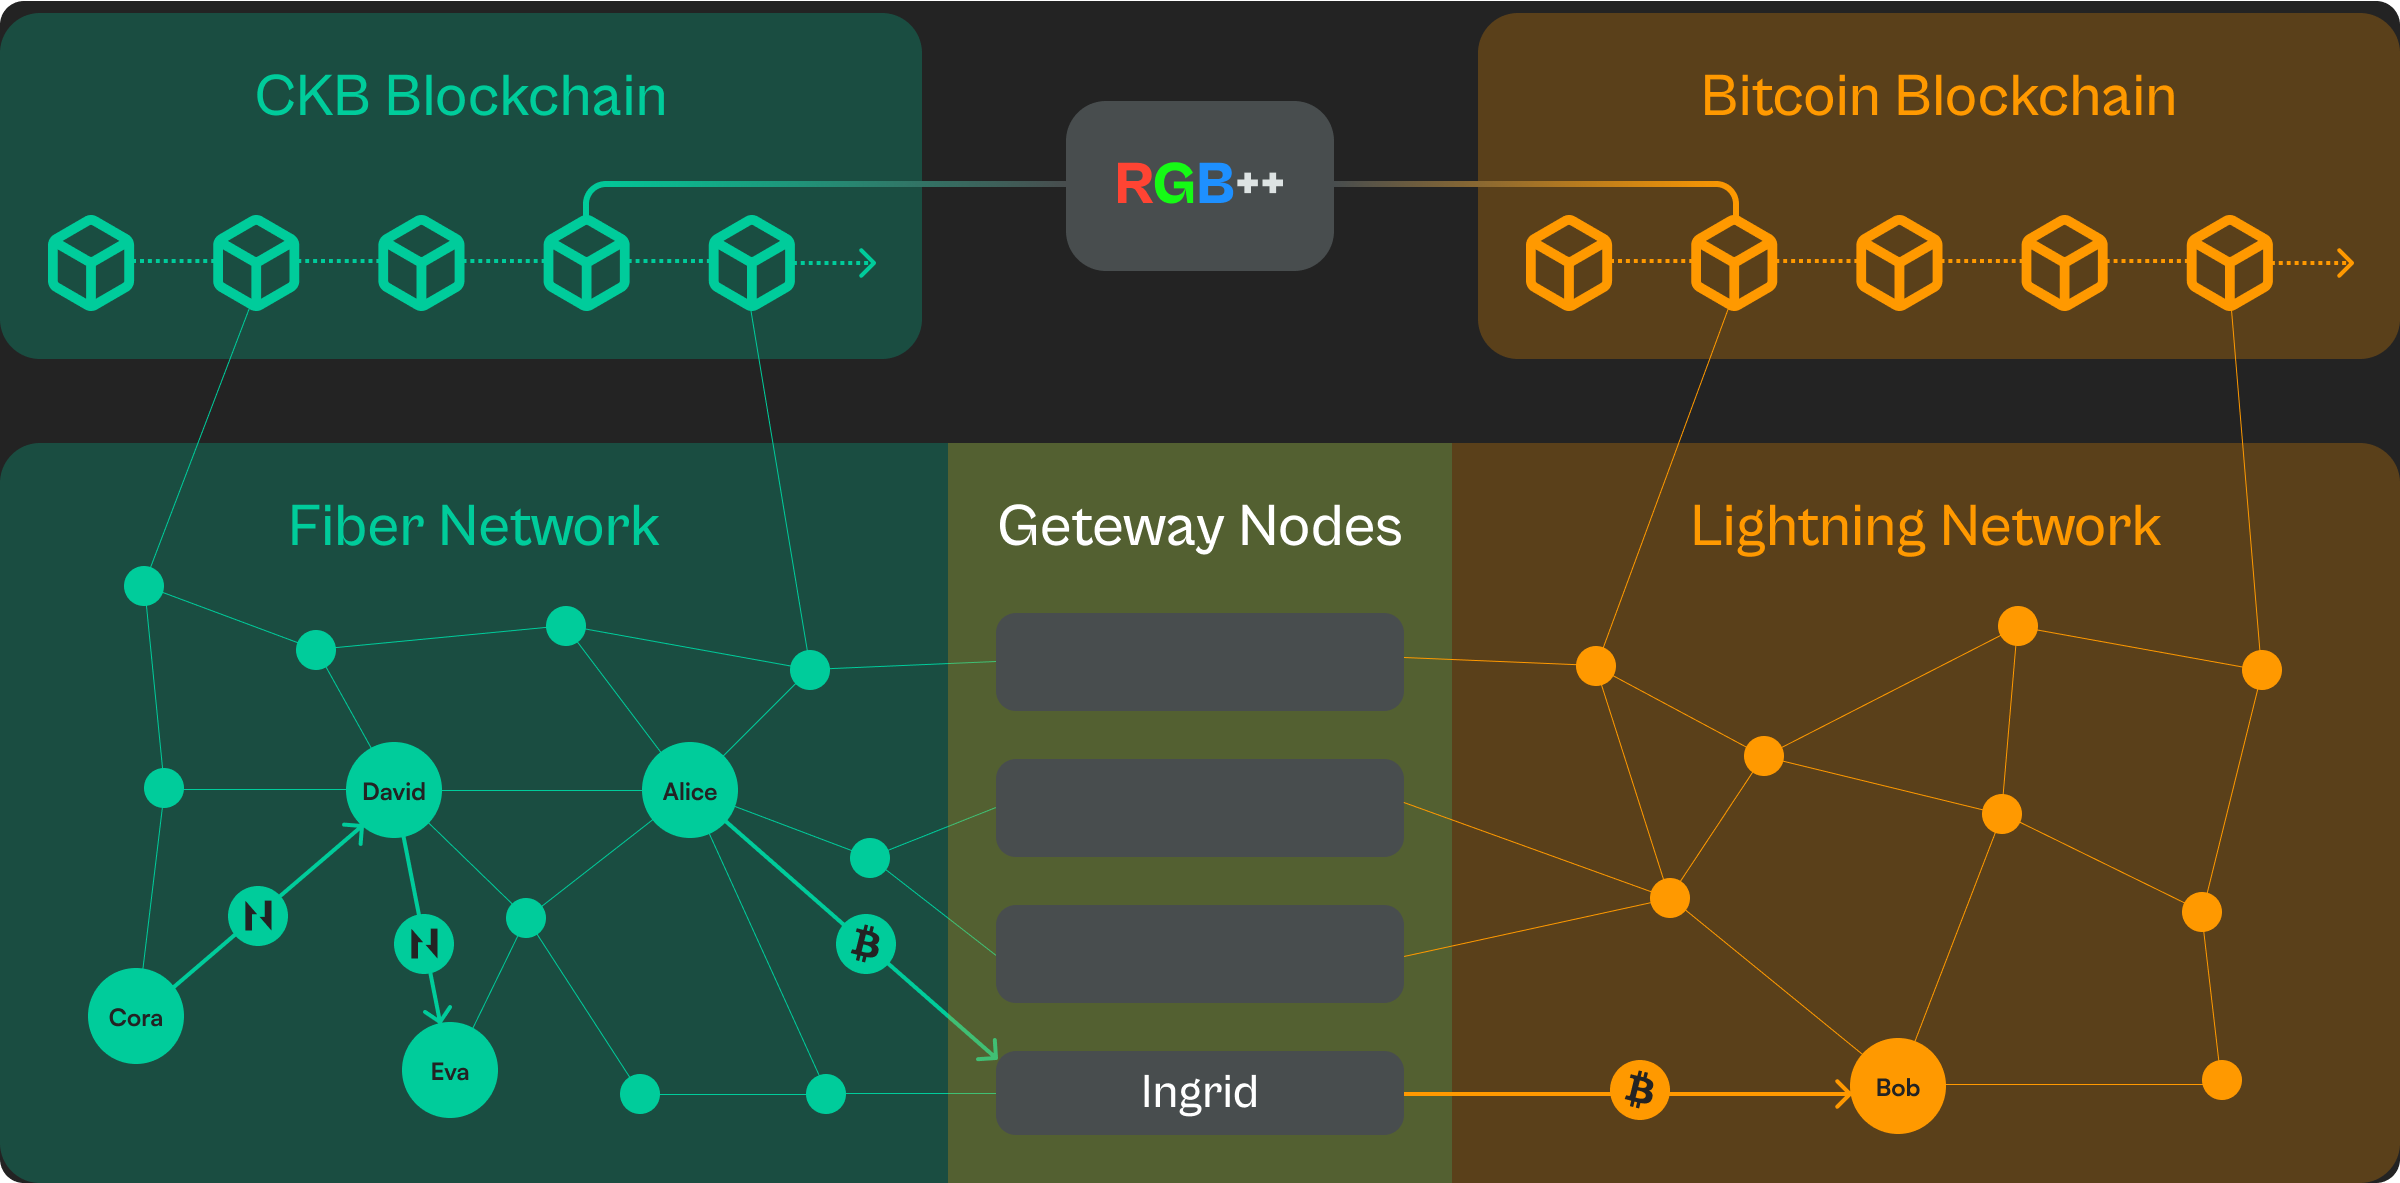 CKB Blockchain
Bitcoin Blockchain
RGB++
Fiber Network
Geteway Nodes
Lightning Network
David
Alice
Cora
Eva
Ingrid
Bob